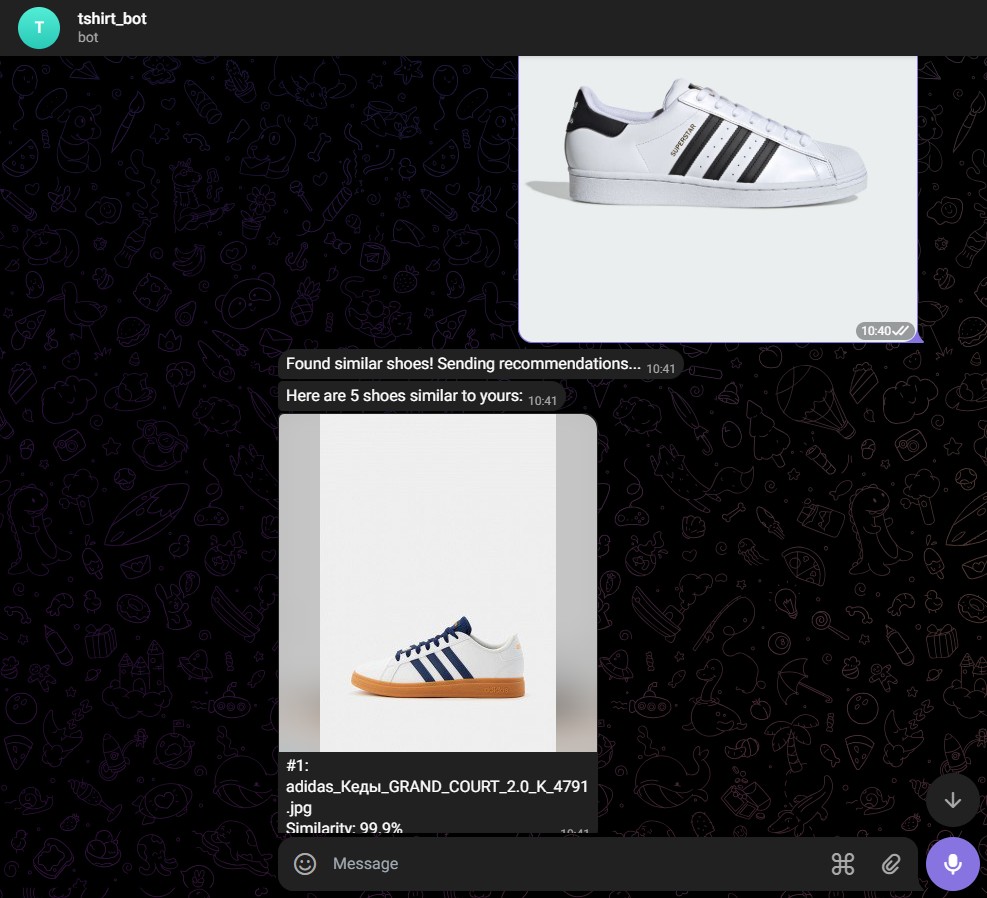 T
tshirt_bot
bot
SUPERSTAR
10:40
Found similar shoes! Sending recommendations... 10:41
Here are 5 shoes similar to yours: 10:41
#1:
adidas_Кеды_GRAND_COURT_2.0_K_4791
.jpg
Similarity: 99.9% 10:41
Message